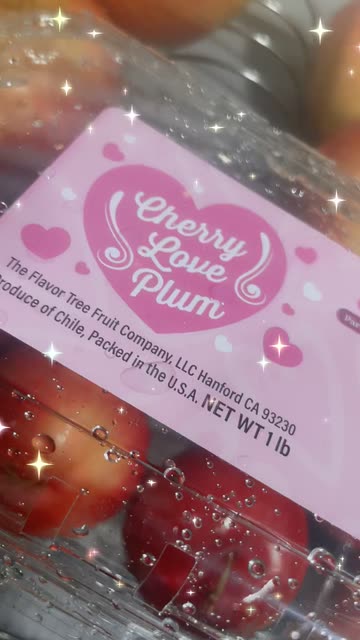 Cherry
Love
Plum
The Flavor Tree Fruit Company, LLC Hanford CA 93230
Produce of Chile, Packed in the U.S.A. NET WT 1 lb